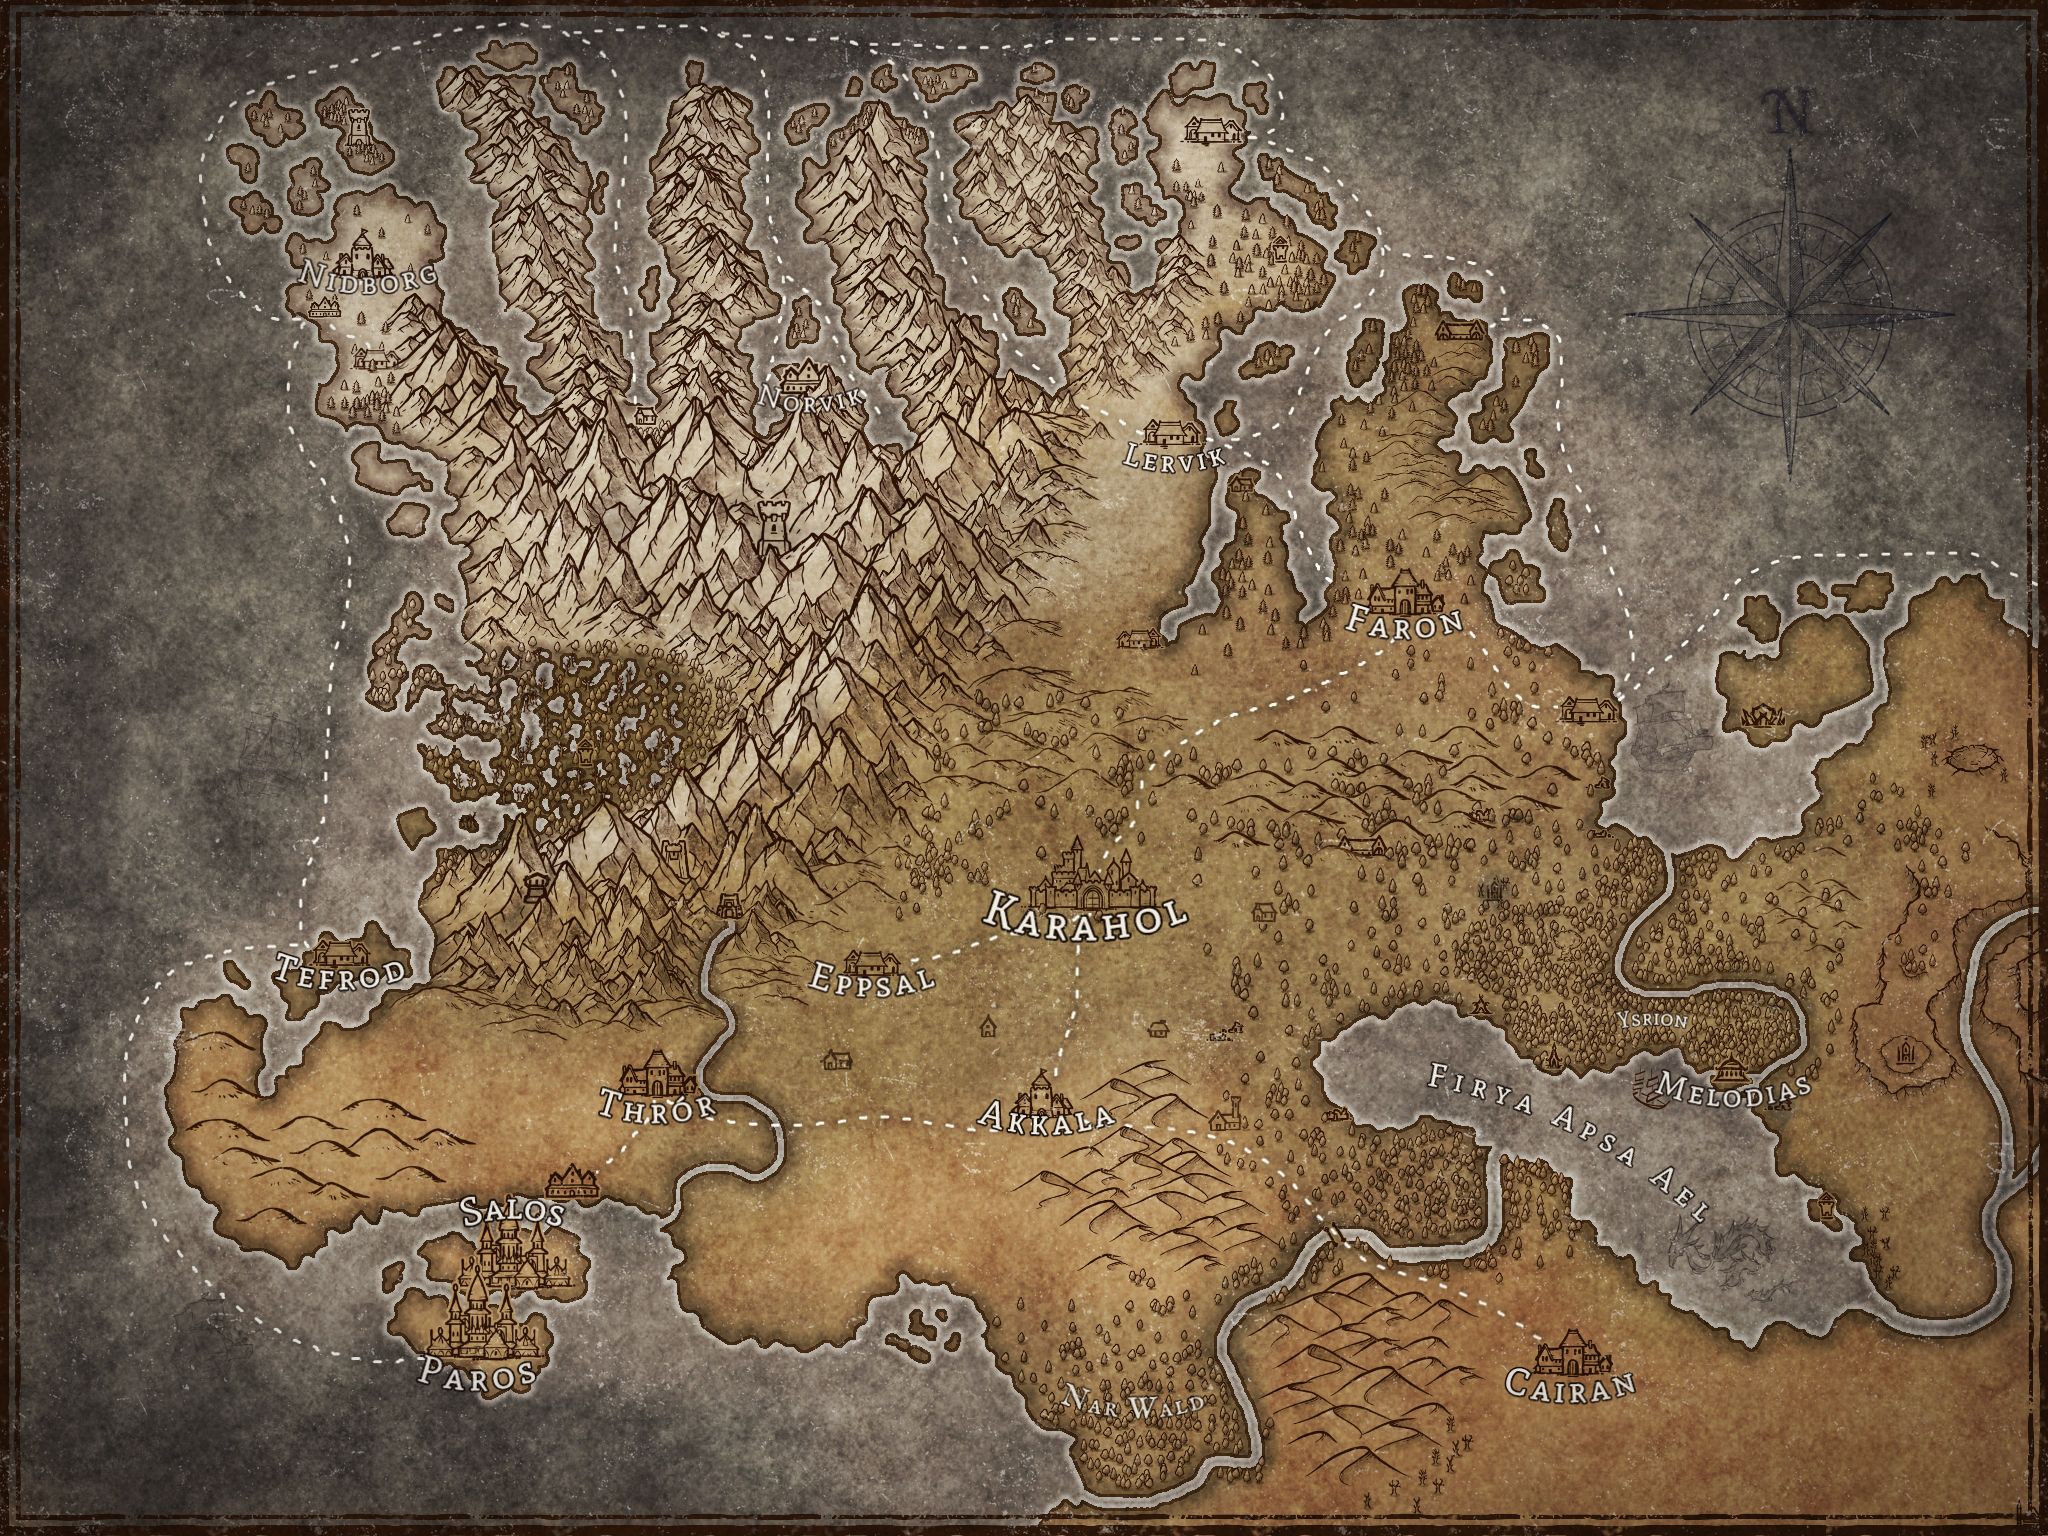 N
NIDBORG
NORVIK
LERVIK
FARON
KARAHOL
TEFROD
EPPSAL
YSRION
FIRYA APSA AEL
MELODIAS
THRÓR
AKKALA
SALOS
PAROS
CAIRAN
NAR WALD